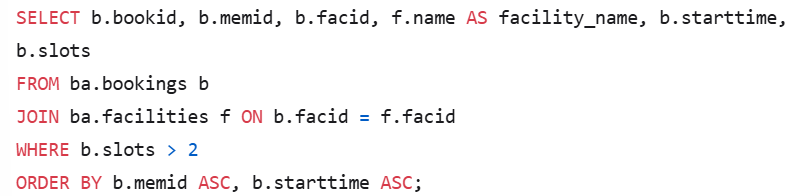 SELECT b.bookid, b.memid, b.facid, f.name AS facility_name, b.starttime,
b.slots
FROM ba.bookings b
JOIN ba.facilities f ON b.facid = f.facid
WHERE b.slots > 2
ORDER BY b.memid ASC, b.starttime ASC;